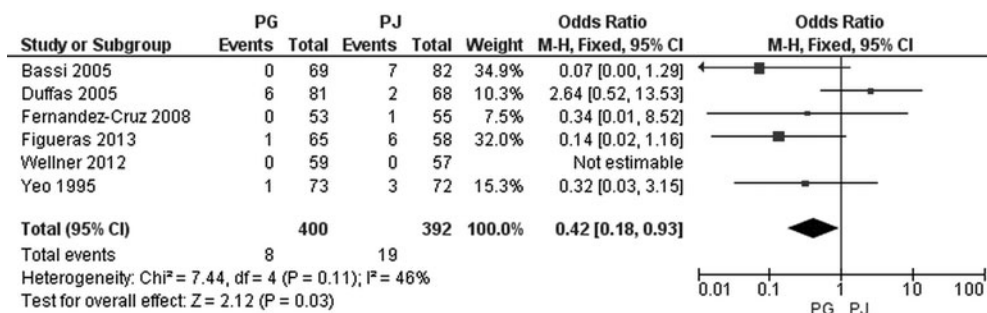 PG PJ Odds Ratio Odds Ratio
Study or Subgroup Events Total Events Total Weight M-H, Fixed, 95% CI M-H, Fixed, 95% CI
Bassi 2005 0 69 7 82 34.9% 0.07 [0.00, 1.29]
Duffas 2005 6 81 2 68 10.3% 2.64 [0.52, 13.53]
Fernandez-Cruz 2008 0 53 1 55 7.5% 0.34 [0.01, 8.52]
Figueras 2013 1 65 6 58 32.0% 0.14 [0.02, 1.16]
Wellner 2012 0 59 0 57 Not estimable
Yeo 1995 1 73 3 72 15.3% 0.32 [0.03, 3.15]
Total (95% CI) 400 392 100.0% 0.42 [0.18, 0.93]
Total events 8 19
Heterogeneity: Chi² = 7.44, df = 4 (P = 0.11); I² = 46%
Test for overall effect: Z = 2.12 (P = 0.03)
0.01 0.1 1 10 100
PG PJ